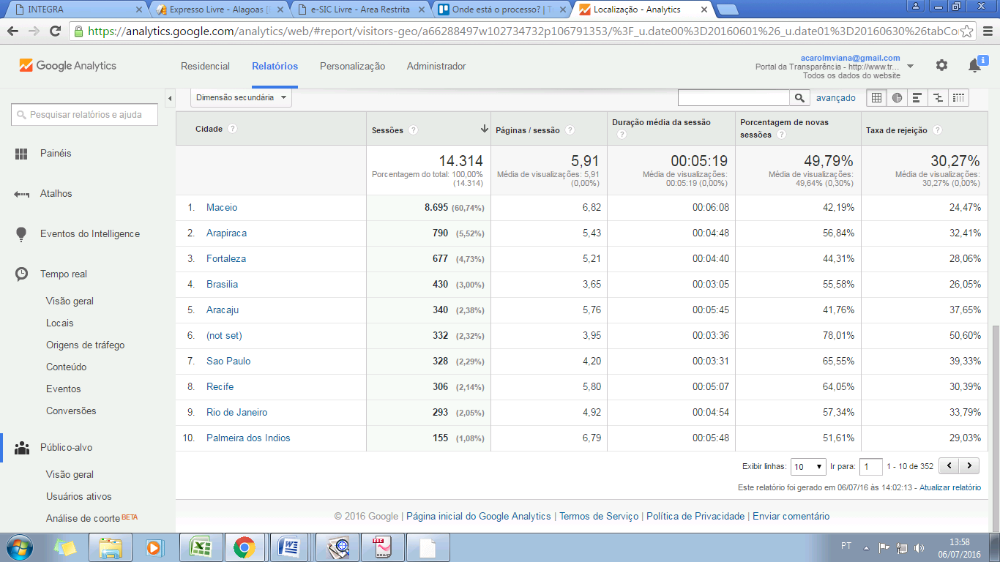 INTEGRA
Expresso Livre - Alagoas [i
e-SIC Livre - Area Restrita
Onde está o processo? | T
Localização - Analytics
https://analytics.google.com/analytics/web/#report/visitors-geo/a66288497w102734732p106791353/%3F_u.date00%3D20160601%26_u.date01%3D20160630%26tabCo
Google Analytics
Residencial Relatórios Personalização Administrador
acarolmviana@gmail.com
Portal da Transparência - http://www.tr...
Todos os dados do website
Pesquisar relatórios e ajuda
Painéis
Atalhos
Eventos do Intelligence
Tempo real
Visão geral
Locais
Origens de tráfego
Conteúdo
Eventos
Conversões
Público-alvo
Visão geral
Usuários ativos
Análise de coorte BETA
Dimensão secundária
avançado
Cidade ? Sessões ? Páginas / sessão ? Duração média da sessão ? Porcentagem de novas sessões ? Taxa de rejeição ?
14.314 5,91 00:05:19 49,79% 30,27%
Porcentagem do total: 100,00% Média de visualizações: 5,91 Média de visualizações: Média de visualizações: Média de visualizações:
(14.314) (0,00%) 00:05:19 (0,00%) 49,64% (0,30%) 30,27% (0,00%)
1. Maceio 8.695 (60,74%) 6,82 00:06:08 42,19% 24,47%
2. Arapiraca 790 (5,52%) 5,43 00:04:48 56,84% 32,41%
3. Fortaleza 677 (4,73%) 5,21 00:04:40 44,31% 28,06%
4. Brasilia 430 (3,00%) 3,65 00:03:05 55,58% 26,05%
5. Aracaju 340 (2,38%) 5,76 00:05:45 41,76% 37,65%
6. (not set) 332 (2,32%) 3,95 00:03:36 78,01% 50,60%
7. Sao Paulo 328 (2,29%) 4,20 00:03:31 65,55% 39,33%
8. Recife 306 (2,14%) 5,80 00:05:07 64,05% 30,39%
9. Rio de Janeiro 293 (2,05%) 4,92 00:04:54 57,34% 33,79%
10. Palmeira dos Indios 155 (1,08%) 6,79 00:05:48 51,61% 29,03%
Exibir linhas: 10 Ir para: 1 1 - 10 de 352
Este relatório foi gerado em 06/07/16 às 14:02:13 - Atualizar relatório
© 2016 Google | Página inicial do Google Analytics | Termos de Serviço | Política de Privacidade | Enviar comentário
PT
13:58
06/07/2016